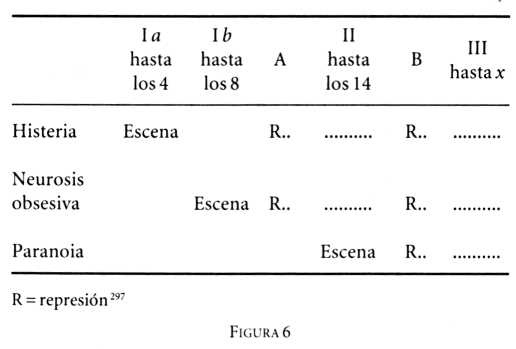 I a I b II III
hasta hasta A hasta B hasta x
los 4 los 8 los 14
Histeria Escena R.. .......... R.. ..........
Neurosis
obsesiva Escena R.. .......... R.. ..........
Paranoia Escena R.. ..........
R = represión 297
FIGURA 6